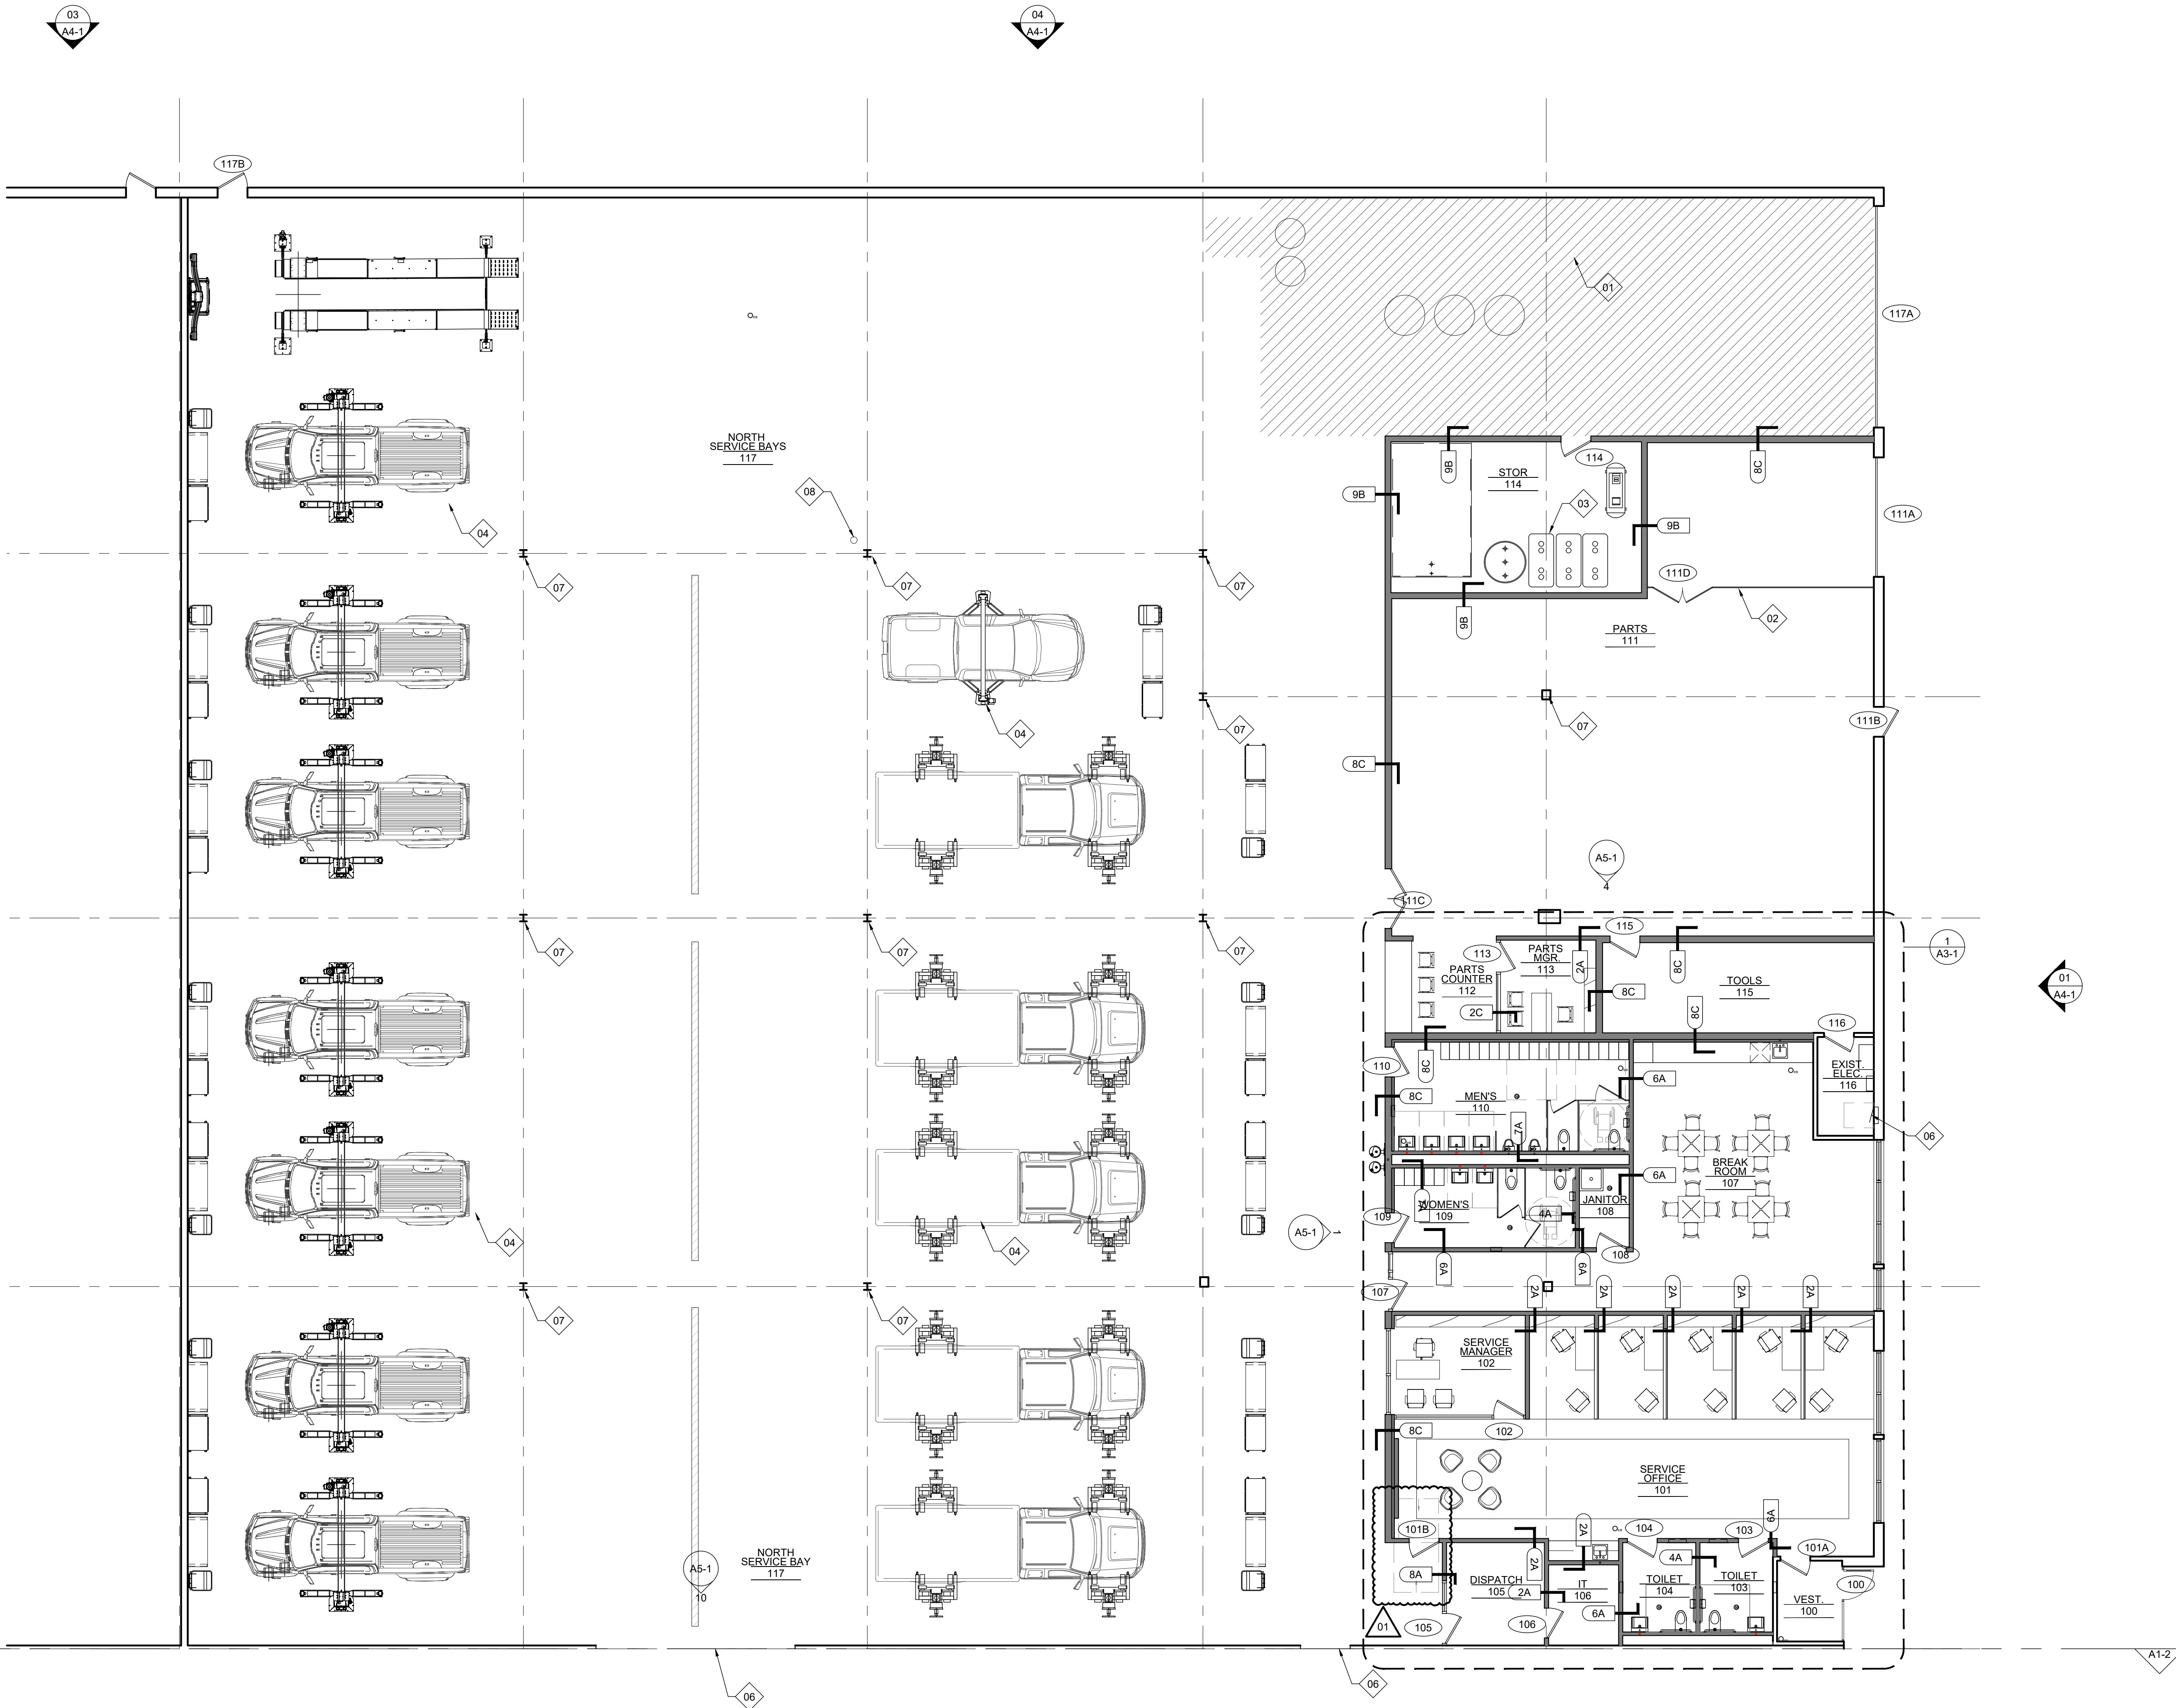 03
A4-1
04
A4-1
117B
01
117A
NORTH
SERVICE BAYS
117
114
9B
8C
STOR
114
08
9B
03
111A
04
9B
07
07
07
111D
9B
02
PARTS
111
07
07
111B
04
8C
A5-1
4
111C
07
07
07
115
113
PARTS
MGR.
113
2A
8C
1
A3-1
PARTS
COUNTER
112
TOOLS
115
8C
01
A4-1
2C
8C
116
110
8C
EXIST.
ELEC.
116
6A
8C
MEN'S
110
7A
06
BREAK
ROOM
107
6A
WOMEN'S
109
JANITOR
108
04
04
A5-1
1
109
4A
108
6A
6A
107
2A
2A
2A
2A
2A
07
07
SERVICE
MANAGER
102
8C
102
SERVICE
OFFICE
101
6A
101B
2A
104
103
101A
NORTH
SERVICE BAY
117
A5-1
10
2A
4A
8A
DISPATCH
105
2A
IT
106
TOILET
104
TOILET
103
100
VEST.
100
6A
01
105
106
A1-2
06
06